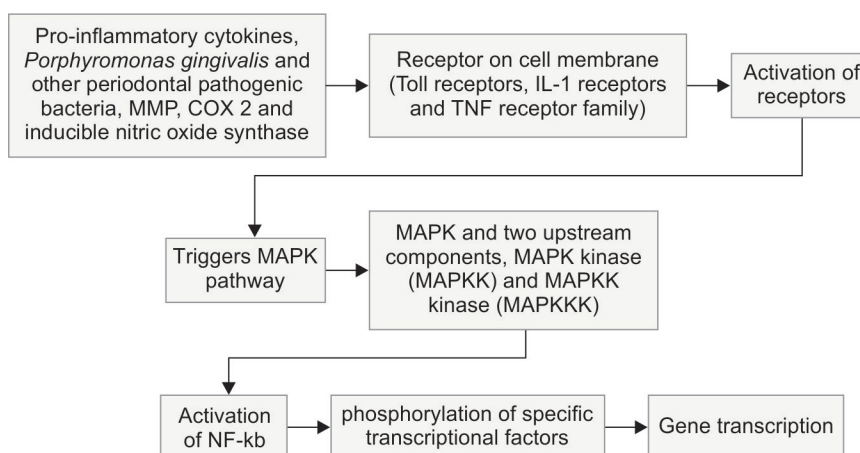 Pro-inflammatory cytokines,
Porphyromonas gingivalis and
other periodontal pathogenic
bacteria, MMP, COX 2 and
inducible nitric oxide synthase
Receptor on cell membrane
(Toll receptors, IL-1 receptors
and TNF receptor family)
Activation of
receptors
Triggers MAPK
pathway
MAPK and two upstream
components, MAPK kinase
(MAPKK) and MAPKK
kinase (MAPKKK)
Activation
of NF-kb
phosphorylation of specific
transcriptional factors
Gene transcription